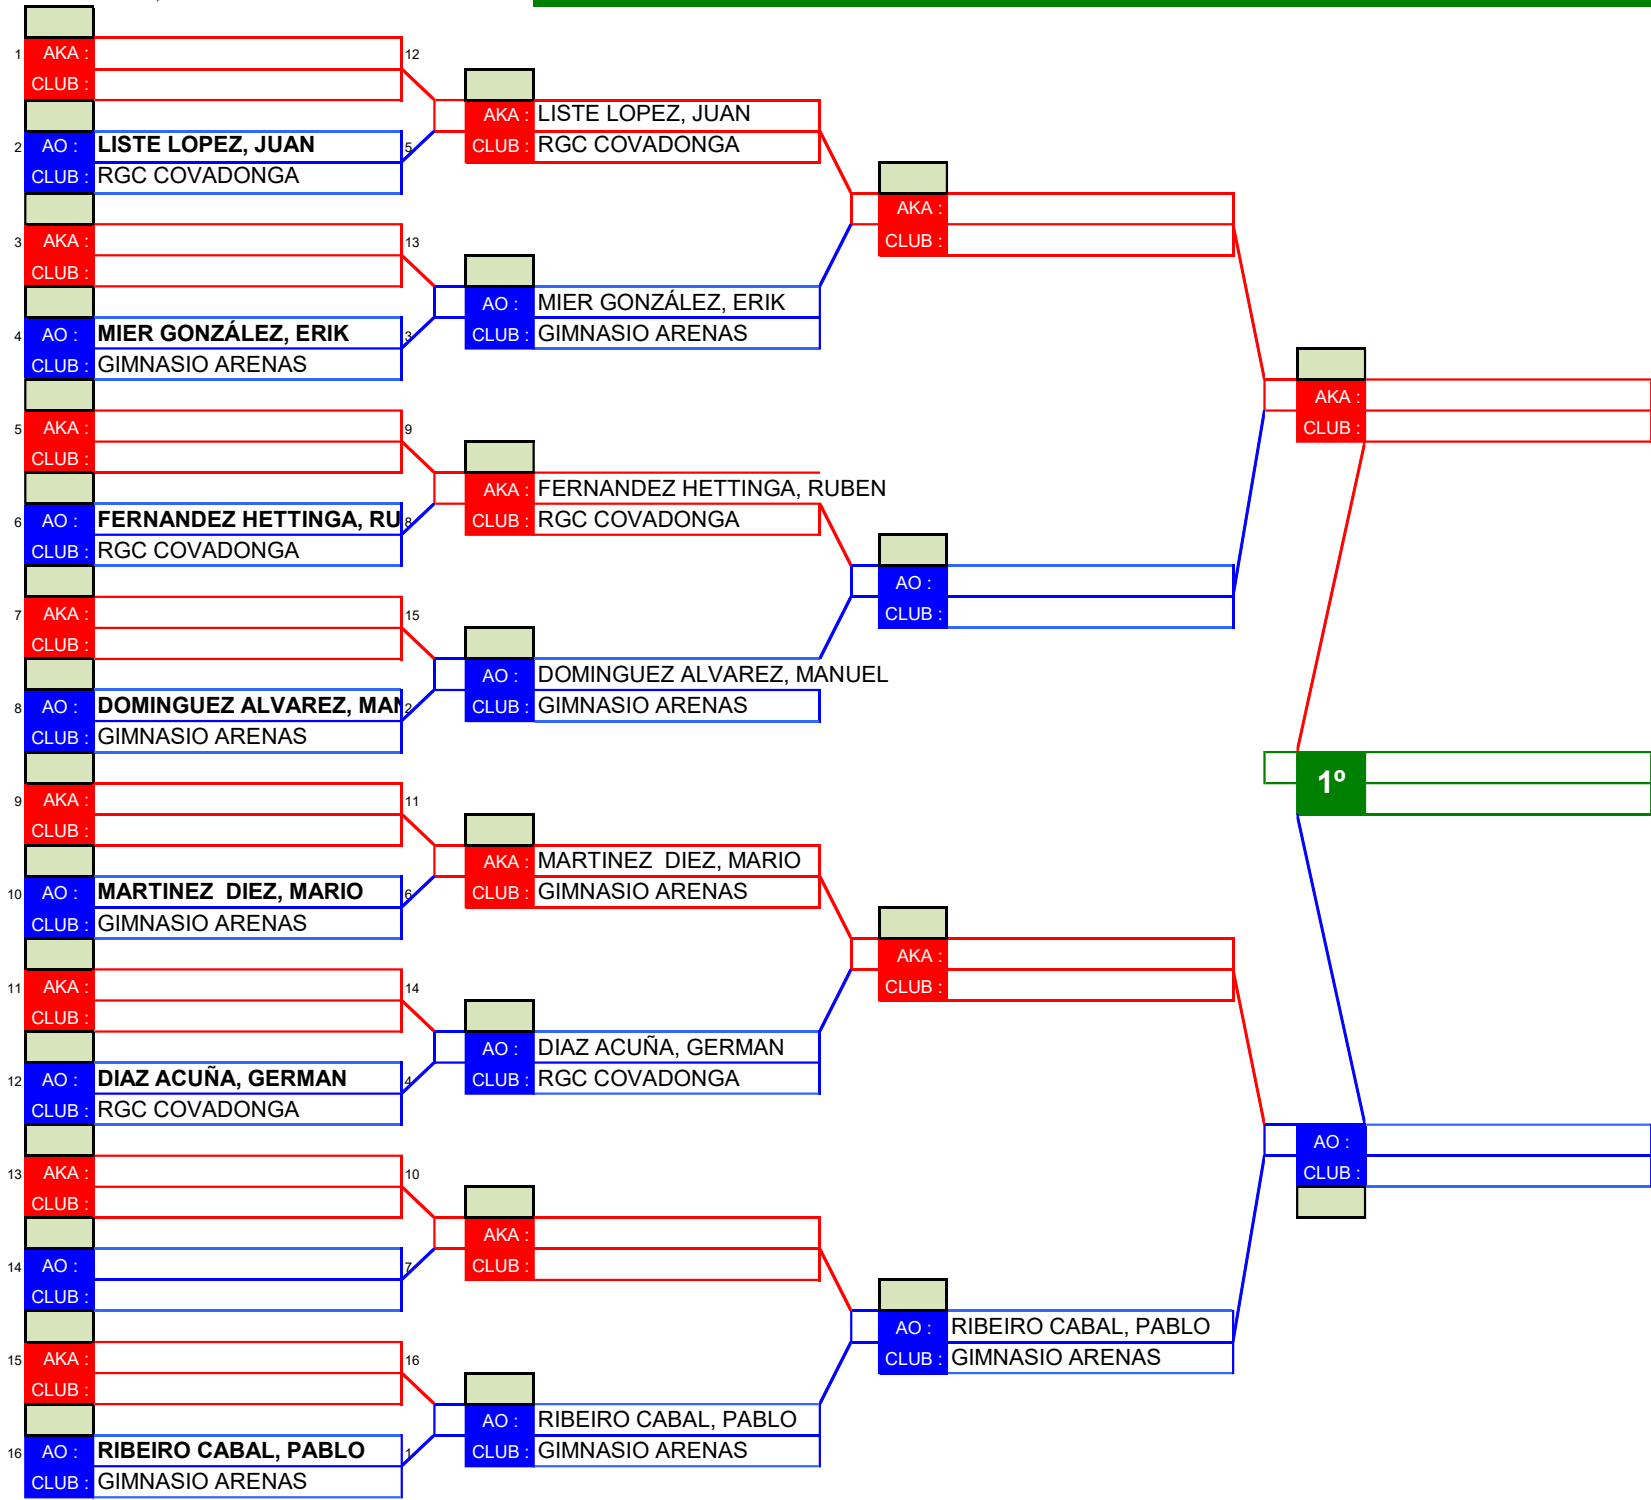 1 AKA : 12
CLUB :
2 AO : LISTE LOPEZ, JUAN 5
CLUB : RGC COVADONGA
3 AKA : 13
CLUB :
4 AO : MIER GONZÁLEZ, ERIK 3
CLUB : GIMNASIO ARENAS
5 AKA : 9
CLUB :
6 AO : FERNANDEZ HETTINGA, RU 8
CLUB : RGC COVADONGA
7 AKA : 15
CLUB :
8 AO : DOMINGUEZ ALVAREZ, MAN 2
CLUB : GIMNASIO ARENAS
9 AKA : 11
CLUB :
10 AO : MARTINEZ  DIEZ, MARIO 6
CLUB : GIMNASIO ARENAS
11 AKA : 14
CLUB :
12 AO : DIAZ ACUÑA, GERMAN 4
CLUB : RGC COVADONGA
13 AKA : 10
CLUB :
14 AO : 7
CLUB :
15 AKA : 16
CLUB :
16 AO : RIBEIRO CABAL, PABLO 1
CLUB : GIMNASIO ARENAS
AKA : LISTE LOPEZ, JUAN
CLUB : RGC COVADONGA
AO : MIER GONZÁLEZ, ERIK
CLUB : GIMNASIO ARENAS
AKA : FERNANDEZ HETTINGA, RUBEN
CLUB : RGC COVADONGA
AO : DOMINGUEZ ALVAREZ, MANUEL
CLUB : GIMNASIO ARENAS
AKA : MARTINEZ  DIEZ, MARIO
CLUB : GIMNASIO ARENAS
AO : DIAZ ACUÑA, GERMAN
CLUB : RGC COVADONGA
AKA :
CLUB :
AO : RIBEIRO CABAL, PABLO
CLUB : GIMNASIO ARENAS
AKA :
CLUB :
AO :
CLUB :
AKA :
CLUB :
AO : RIBEIRO CABAL, PABLO
CLUB : GIMNASIO ARENAS
AKA :
CLUB :
1º
AO :
CLUB :